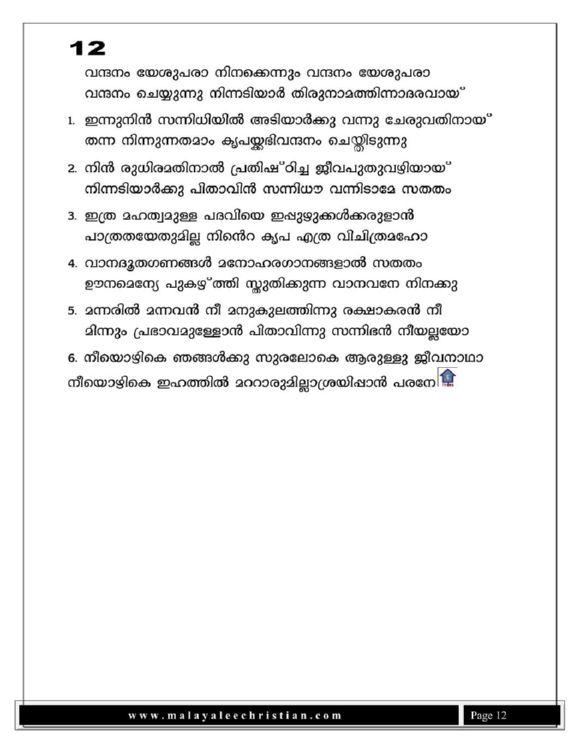 12
വന്ദനം യേശുപരാ നിനക്കെന്നും വന്ദനം യേശുപരാ
വന്ദനം ചെയ്യുന്നു നിന്നടിയാർ തിരുനാമത്തിന്നാദരവായ്
1. ഇന്നുനിൻ സന്നിധിയിൽ അടിയാർക്കു വന്നു ചേരുവതിനായ്
തന്ന നിന്നുന്നതമാം കൃപയ്ക്കഭിവന്ദനം ചെയ്തിടുന്നു
2. നിൻ രുധിരമതിനാൽ പ്രതിഷ്ഠിച്ച ജീവപുതുവഴിയായ്
നിന്നടിയാർക്കു പിതാവിൻ സന്നിധൗ വന്നിടാമേ സതതം
3. ഇത്ര മഹത്വമുള്ള പദവിയെ ഇപ്പുഴുക്കൾക്കരുളാൻ
പാത്രതയേതുമില്ല നിൻെറ കൃപ എത്ര വിചിത്രമഹോ
4. വാനദൂതഗണങ്ങൾ മനോഹരഗാനങ്ങളാൽ സതതം
ഊനമെന്യേ പുകഴ്ത്തി സ്തുതിക്കുന്ന വാനവനേ നിനക്കു
5. മന്നരിൽ മന്നവൻ നീ മനുകുലത്തിന്നു രക്ഷാകരൻ നീ
മിന്നും പ്രഭാവമുള്ളോൻ പിതാവിന്നു സന്നിഭൻ നീയല്ലയോ
6. നീയൊഴികെ ഞങ്ങൾക്കു സുരലോകെ ആരുള്ളു ജീവനാഥാ
നീയൊഴികെ ഇഹത്തിൽ മററാരുമില്ലാശ്രയിപ്പാൻ പരനേ
www.malayaleechristian.com
Page 12